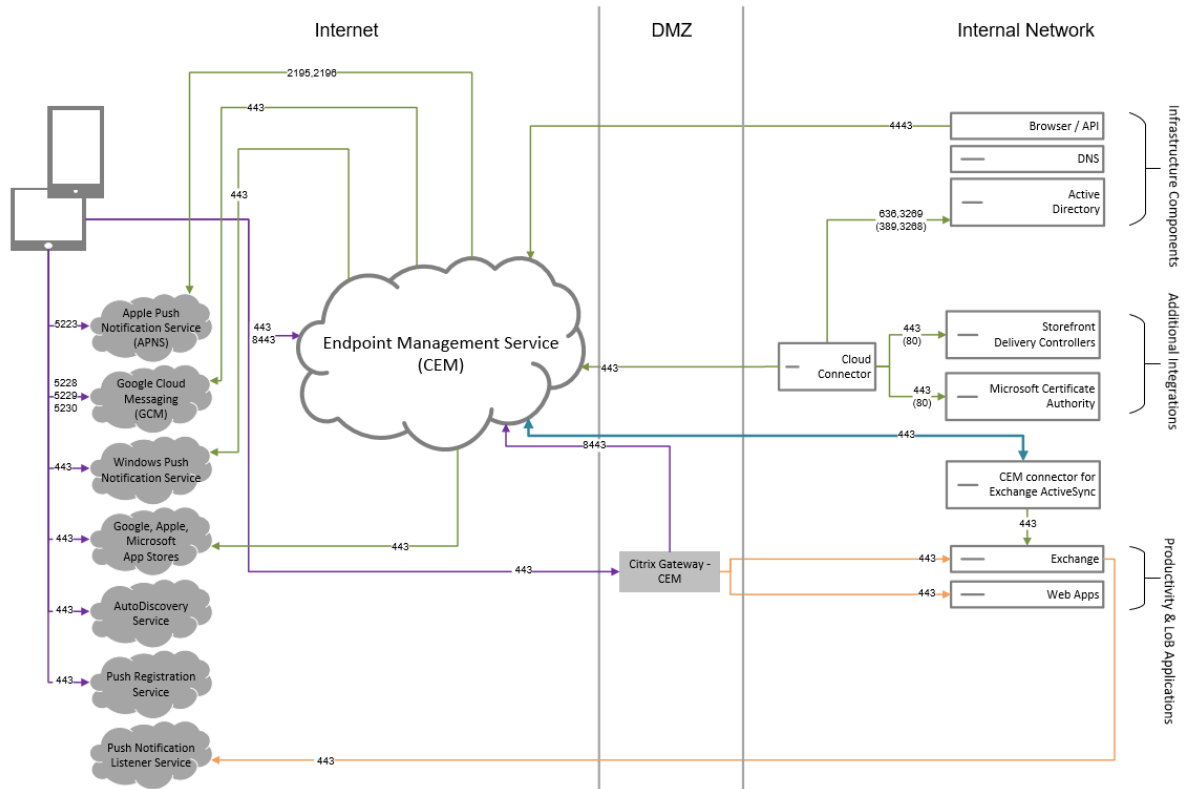 Internet
DMZ
Internal Network
2195,2196
443
443
4443
Browser / API
DNS
Active
Directory
636,3269
(389,3268)
Infrastructure Components
5223
Apple Push
Notification Service
(APNS)
443
8443
Endpoint Management Service
(CEM)
443
Cloud
Connector
443
(80)
Storefront
Delivery Controllers
443
(80)
Microsoft Certificate
Authority
Additional Integrations
5228
5229
5230
Google Cloud
Messaging
(GCM)
443
Windows Push
Notification Service
8443
443
CEM connector for
Exchange ActiveSync
443
443
Google, Apple,
Microsoft
App Stores
443
443
Citrix Gateway -
CEM
443
Exchange
443
Web Apps
Productivity & LoB Applications
443
AutoDiscovery
Service
443
Push Registration
Service
Push Notification
Listener Service
443